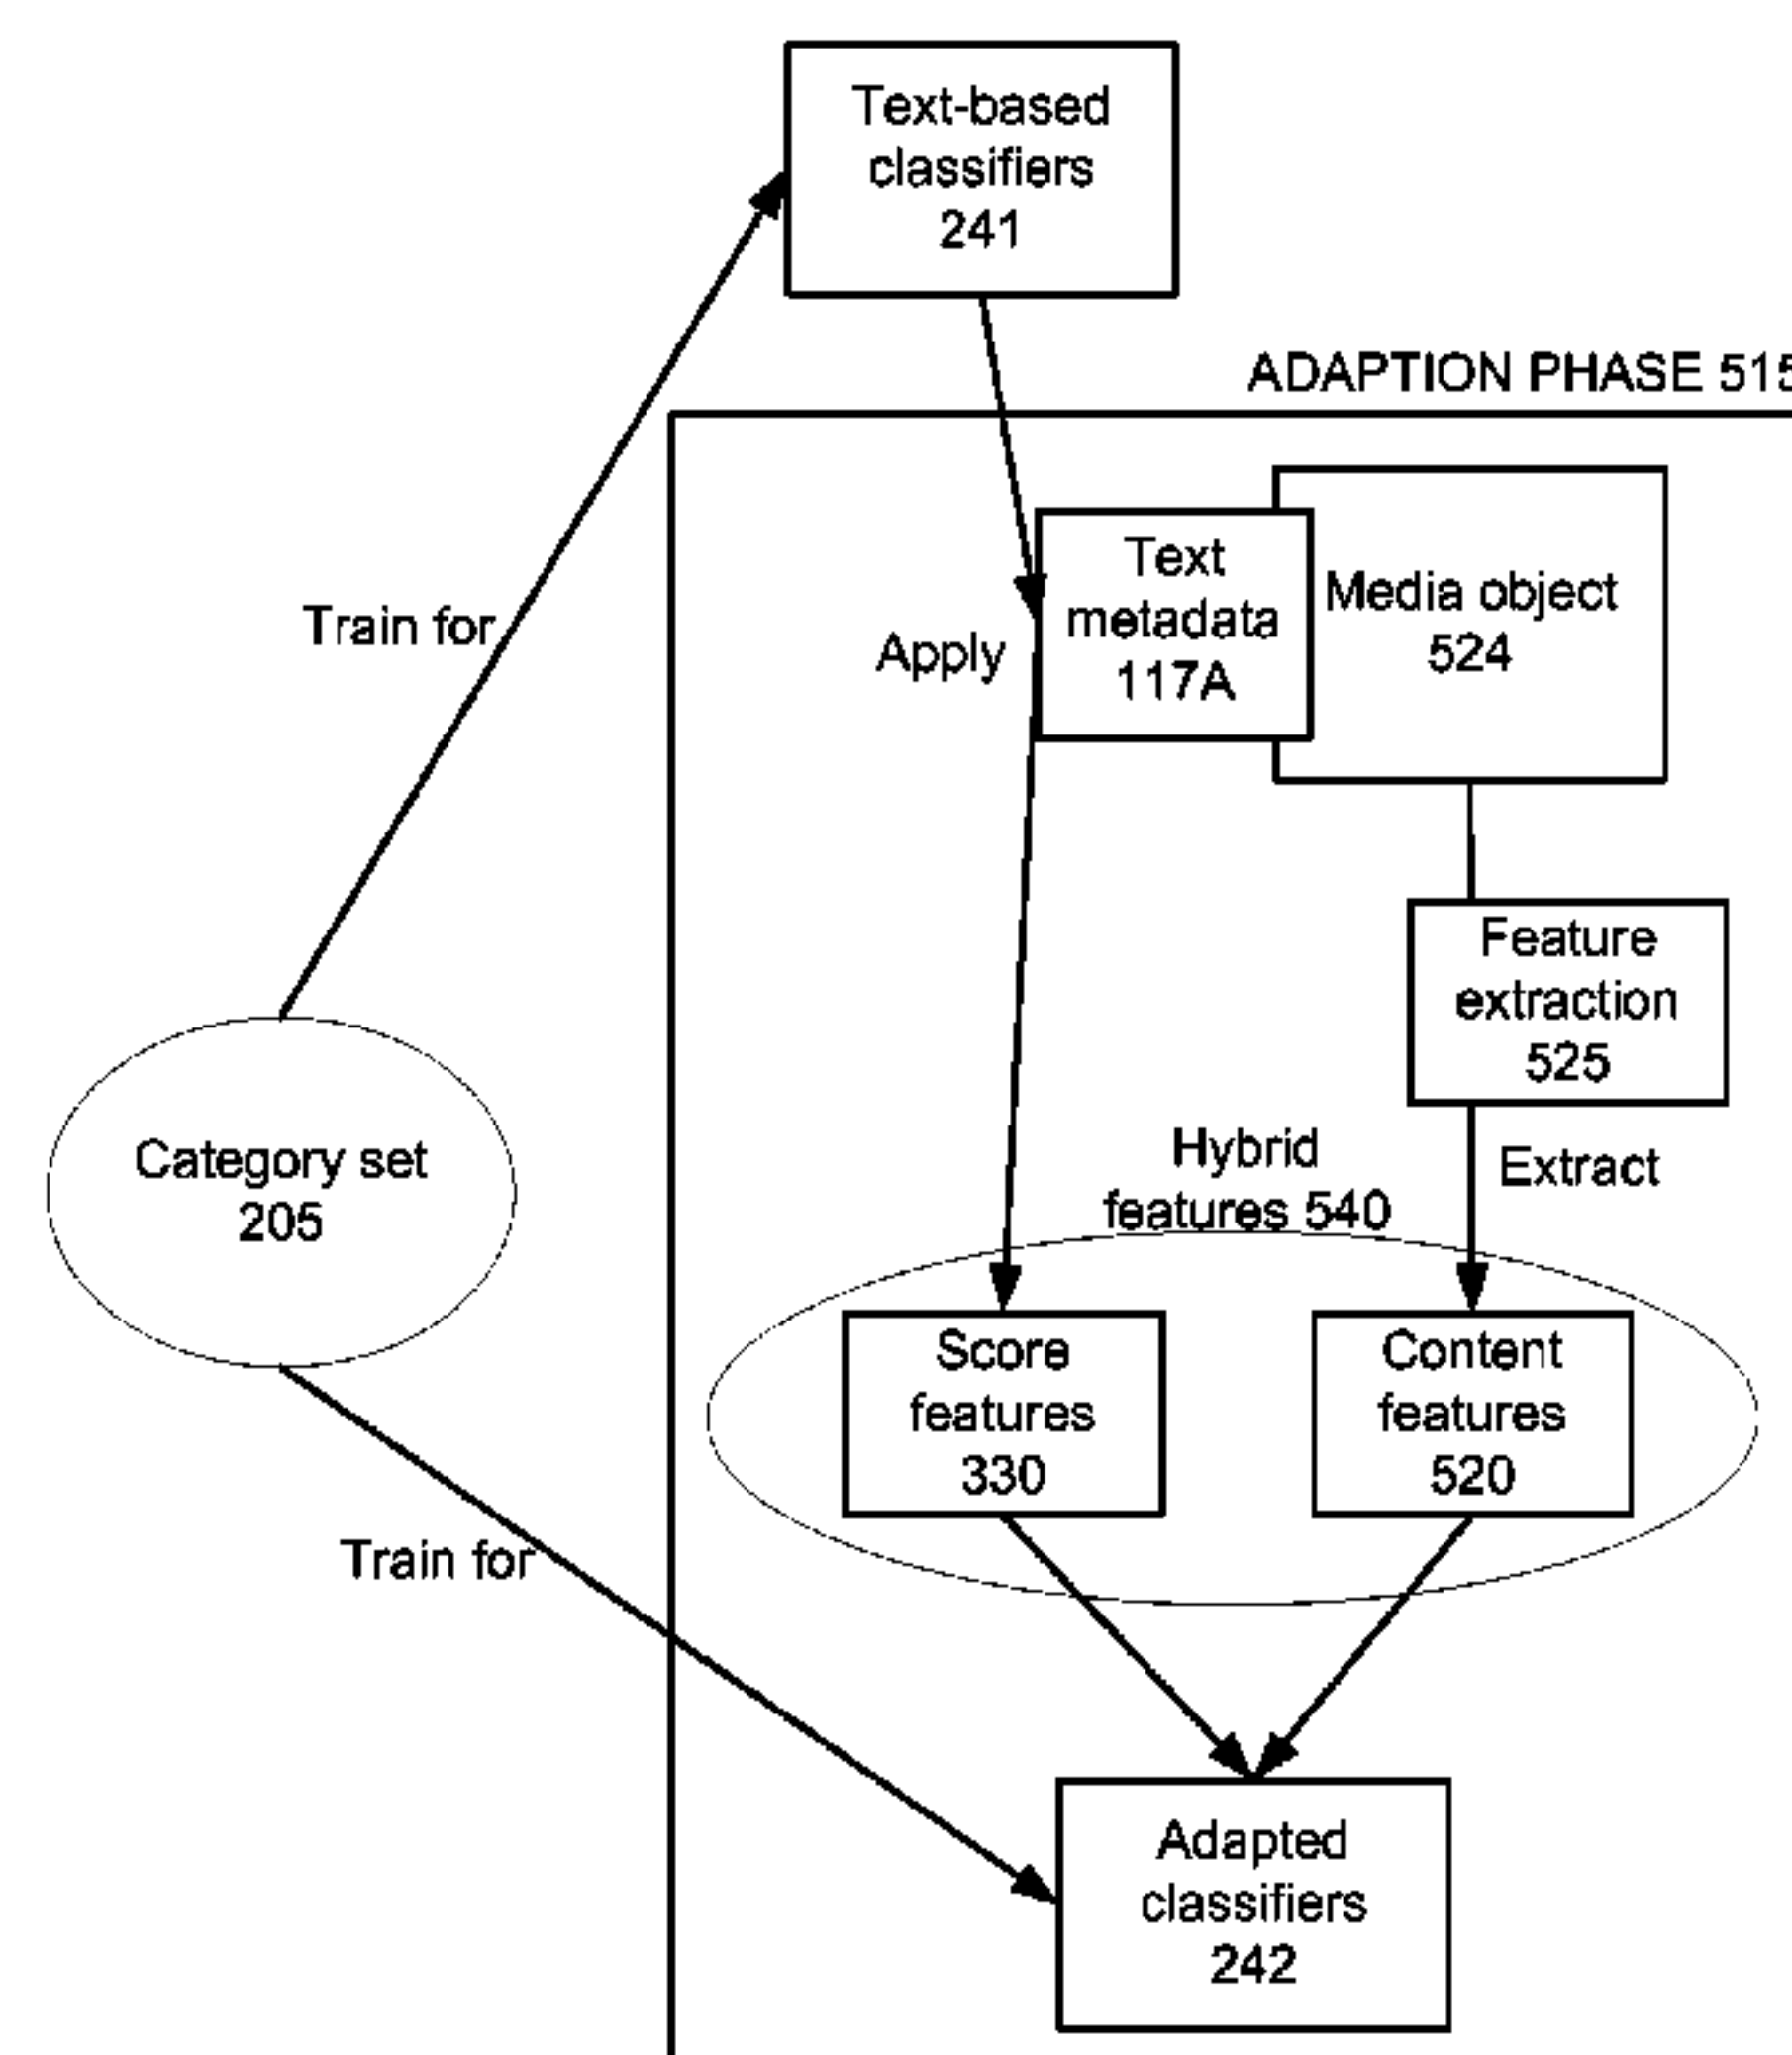 Text-based
classifiers
241
ADAPTION PHASE 515
Text
metadata
117A
Media object
524
Train for
Apply
Feature
extraction
525
Category set
205
Hybrid
features 540
Extract
Score
features
330
Content
features
520
Train for
Adapted
classifiers
242